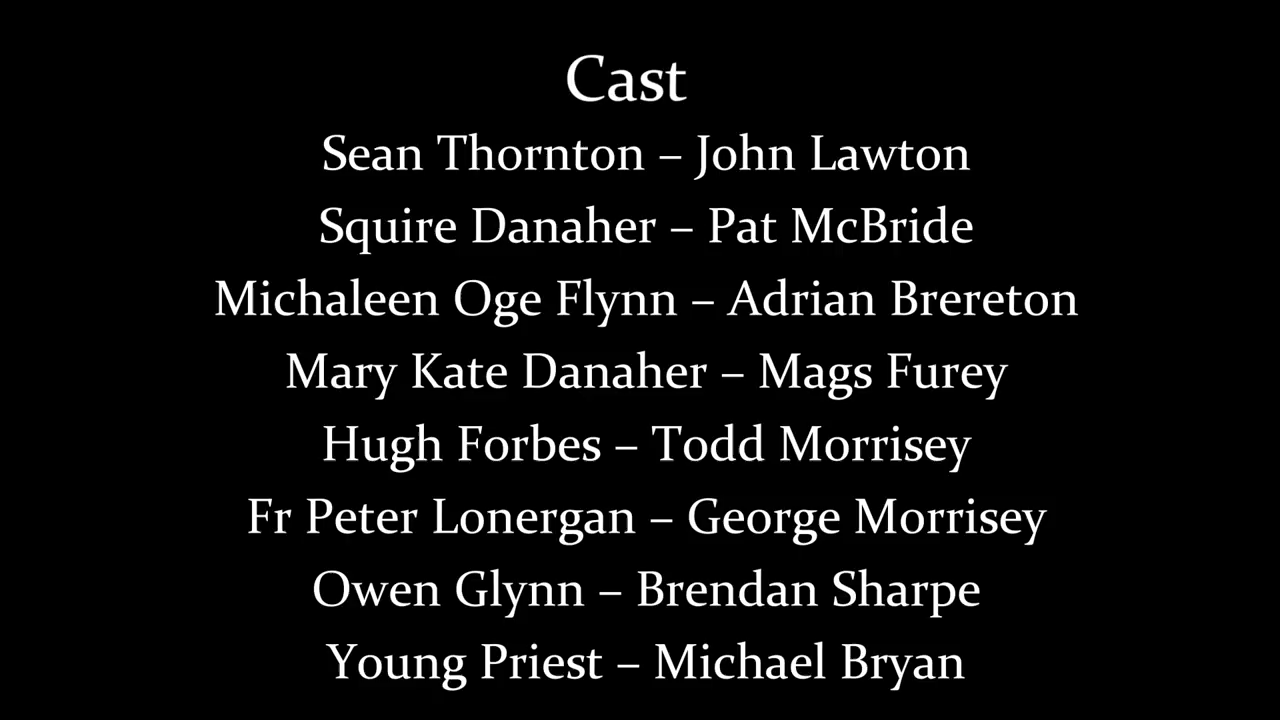 Cast
Sean Thornton – John Lawton
Squire Danaher – Pat McBride
Michaleen Oge Flynn – Adrian Brereton
Mary Kate Danaher – Mags Furey
Hugh Forbes – Todd Morrisey
Fr Peter Lonergan – George Morrisey
Owen Glynn – Brendan Sharpe
Young Priest – Michael Bryan